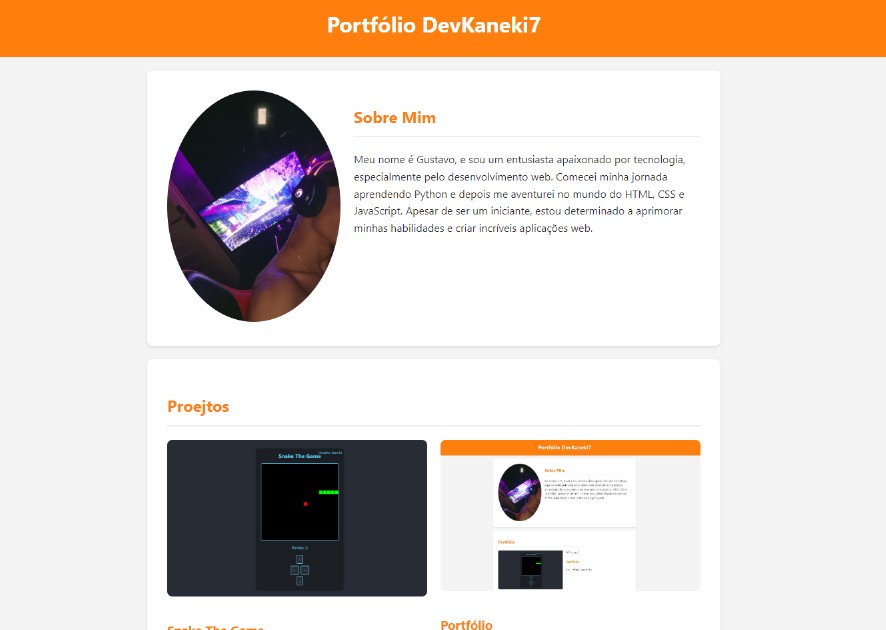 Portfólio DevKaneki7
Sobre Mim
Meu nome é Gustavo, e sou um entusiasta apaixonado por tecnologia,
especialmente pelo desenvolvimento web. Comecei minha jornada
aprendendo Python e depois me aventurei no mundo do HTML, CSS e
JavaScript. Apesar de ser um iniciante, estou determinado a aprimorar
minhas habilidades e criar incríveis aplicações web.
Proejtos
Snake The Game
Portfólio DevKaneki7
Sobre Mim
Portfólio
Snake The Game
Portfólio